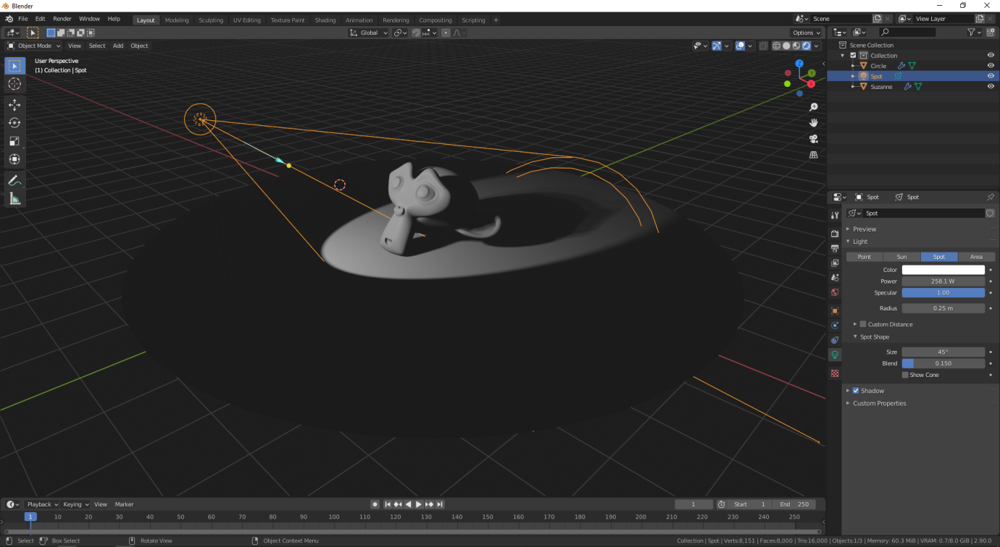 Blender
File Edit Render Window Help Layout Modeling Sculpting UV Editing Texture Paint Shading Animation Rendering Compositing Scripting + Scene View Layer
Global Options
Object Mode View Select Add Object
User Perspective
(1) Collection | Spot
Z
Y
X
Scene Collection
Collection
Circle
Spot
Suzanne
Spot Spot
Spot
Preview
Light
Point Sun Spot Area
Color
Power 258.1 W
Specular 1.00
Radius 0.25 m
Custom Distance
Spot Shape
Size 45°
Blend 0.150
Show Cone
Shadow
Custom Properties
Playback Keying View Marker 1 Start 1 End 250
1 10 20 30 40 50 60 70 80 90 100 110 120 130 140 150 160 170 180 190 200 210 220 230 240 250
Select Box Select Rotate View Object Context Menu Collection | Spot | Verts:8,151 | Faces:8,000 | Tris:16,000 | Objects:1/3 | Memory: 60.3 MiB | VRAM: 0.7/8.0 GiB | 2.90.0